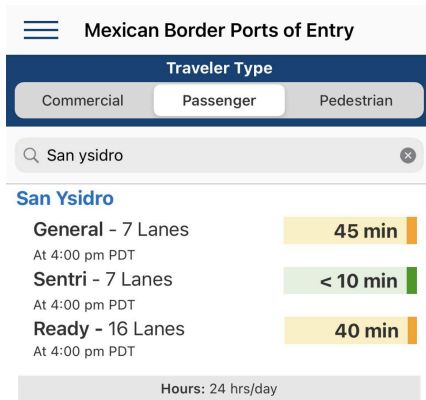 Mexican Border Ports of Entry
Traveler Type
Commercial Passenger Pedestrian
San ysidro
San Ysidro
General - 7 Lanes 45 min
At 4:00 pm PDT
Sentri - 7 Lanes < 10 min
At 4:00 pm PDT
Ready - 16 Lanes 40 min
At 4:00 pm PDT
Hours: 24 hrs/day